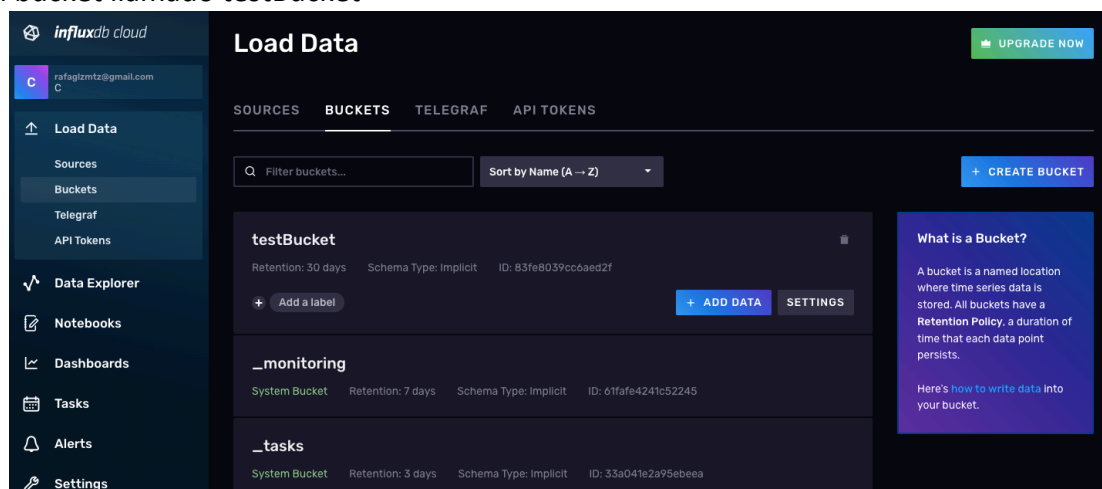 A bucket llamado testBucket
influxdb cloud
C
rafaglzmtz@gmail.com
C
Load Data
Sources
Buckets
Telegraf
API Tokens
Data Explorer
Notebooks
Dashboards
Tasks
Alerts
Settings
Load Data
UPGRADE NOW
SOURCES BUCKETS TELEGRAF API TOKENS
Filter buckets...
Sort by Name (A → Z)
+ CREATE BUCKET
testBucket
Retention: 30 days Schema Type: Implicit ID: 83fe8039cc6aed2f
+ Add a label
+ ADD DATA
SETTINGS
_monitoring
System Bucket Retention: 7 days Schema Type: Implicit ID: 61fafe4241c52245
_tasks
System Bucket Retention: 3 days Schema Type: Implicit ID: 33a041e2a95ebeea
What is a Bucket?
A bucket is a named location
where time series data is
stored. All buckets have a
Retention Policy, a duration of
time that each data point
persists.
Here's how to write data into
your bucket.